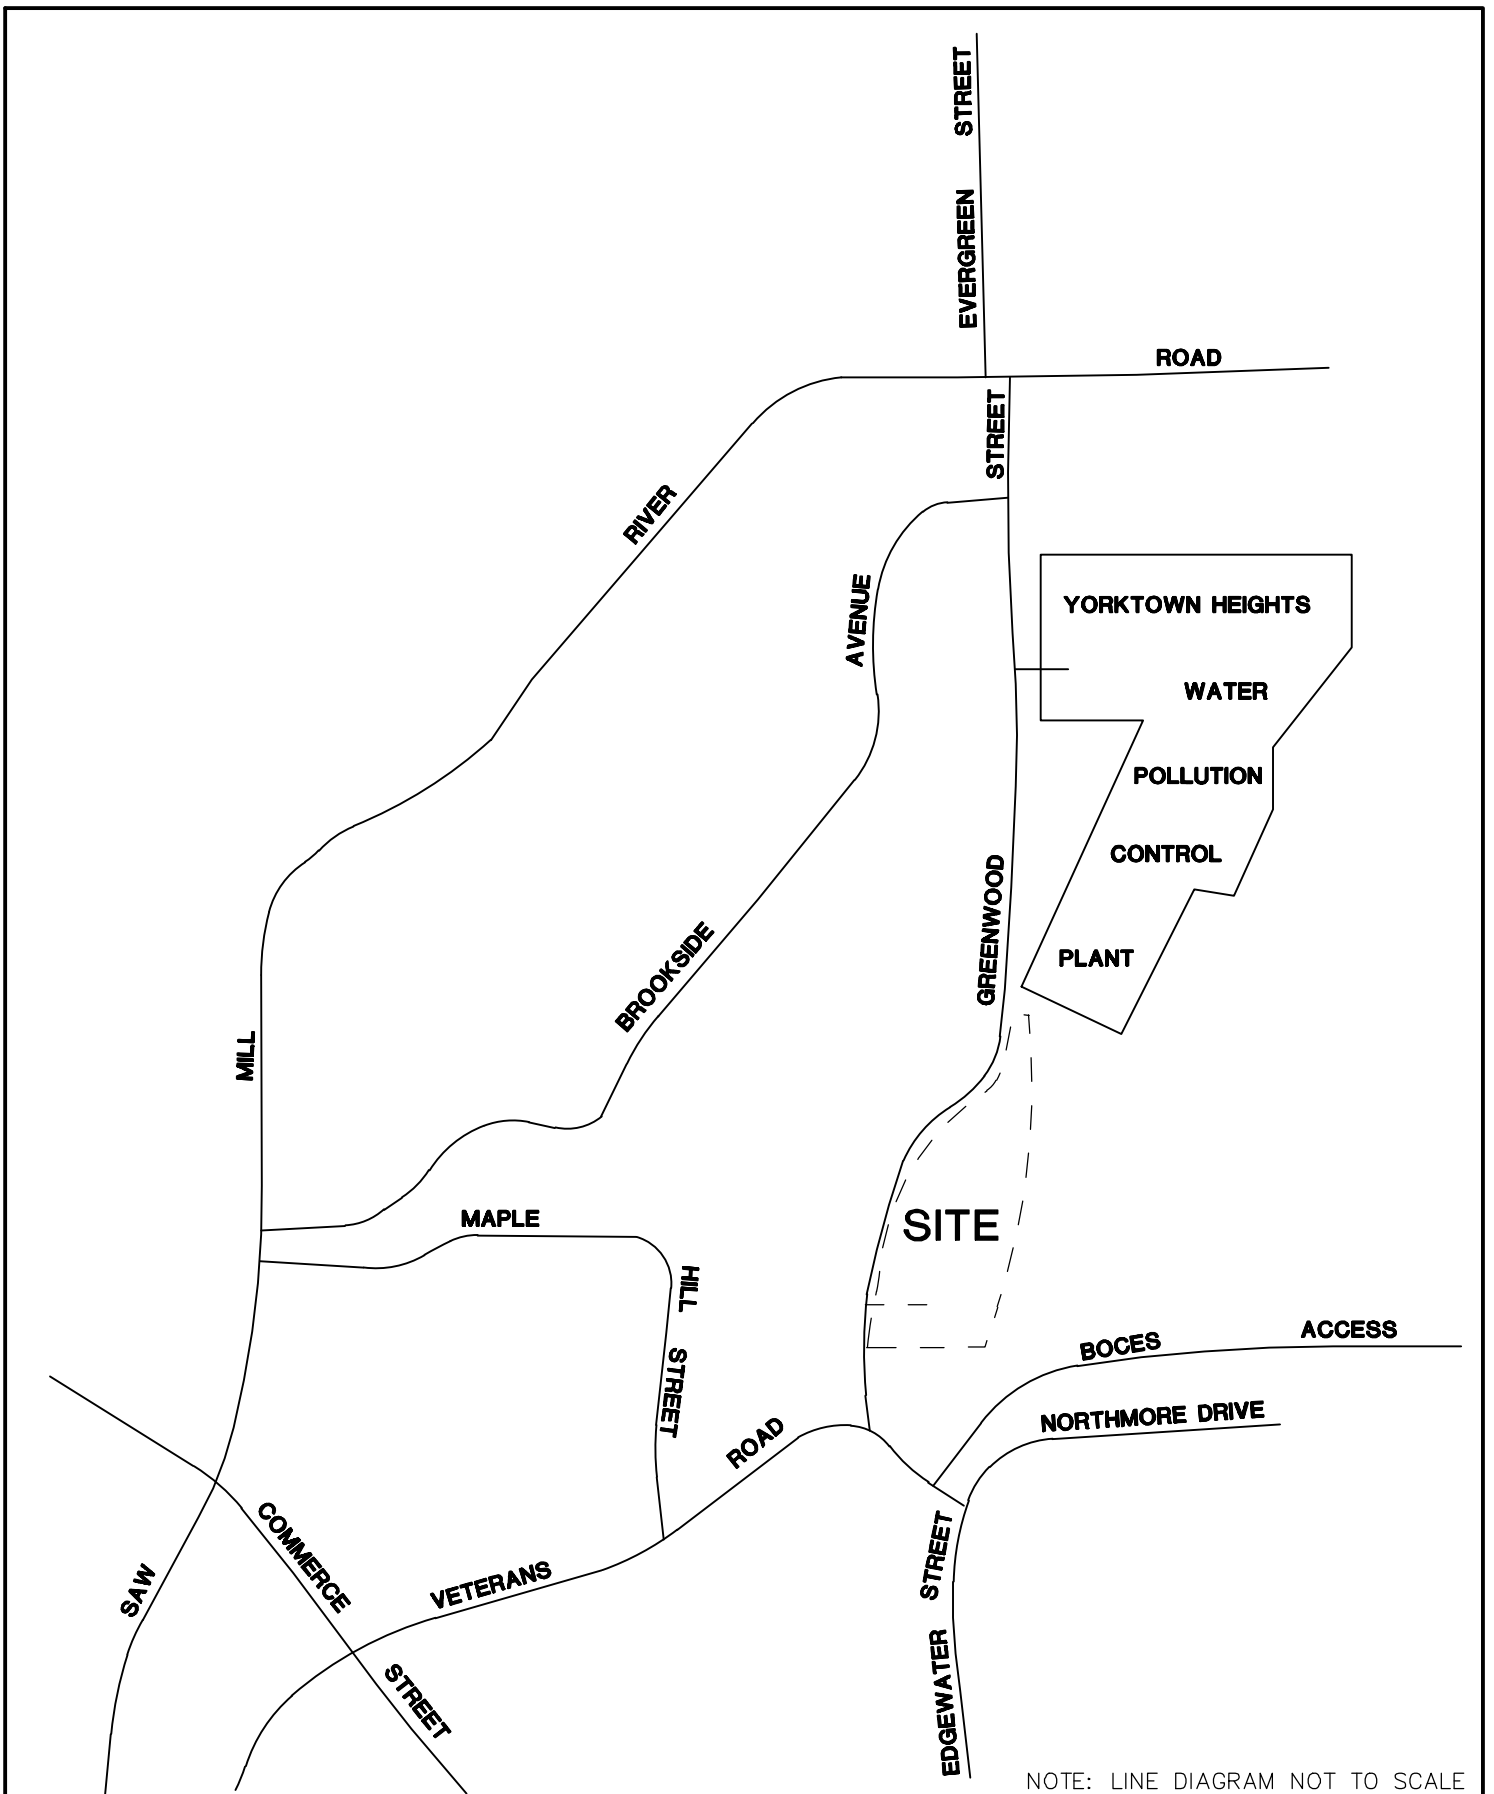 EVERGREEN STREET
ROAD
STREET
RIVER
AVENUE
YORKTOWN HEIGHTS
WATER
POLLUTION
CONTROL
PLANT
GREENWOOD
BROOKSIDE
MILL
MAPLE
SITE
HILL STREET
BOCES ACCESS
NORTHMORE DRIVE
ROAD
COMMERCE
STREET
SAW
VETERANS
EDGEWATER STREET
NOTE: LINE DIAGRAM NOT TO SCALE